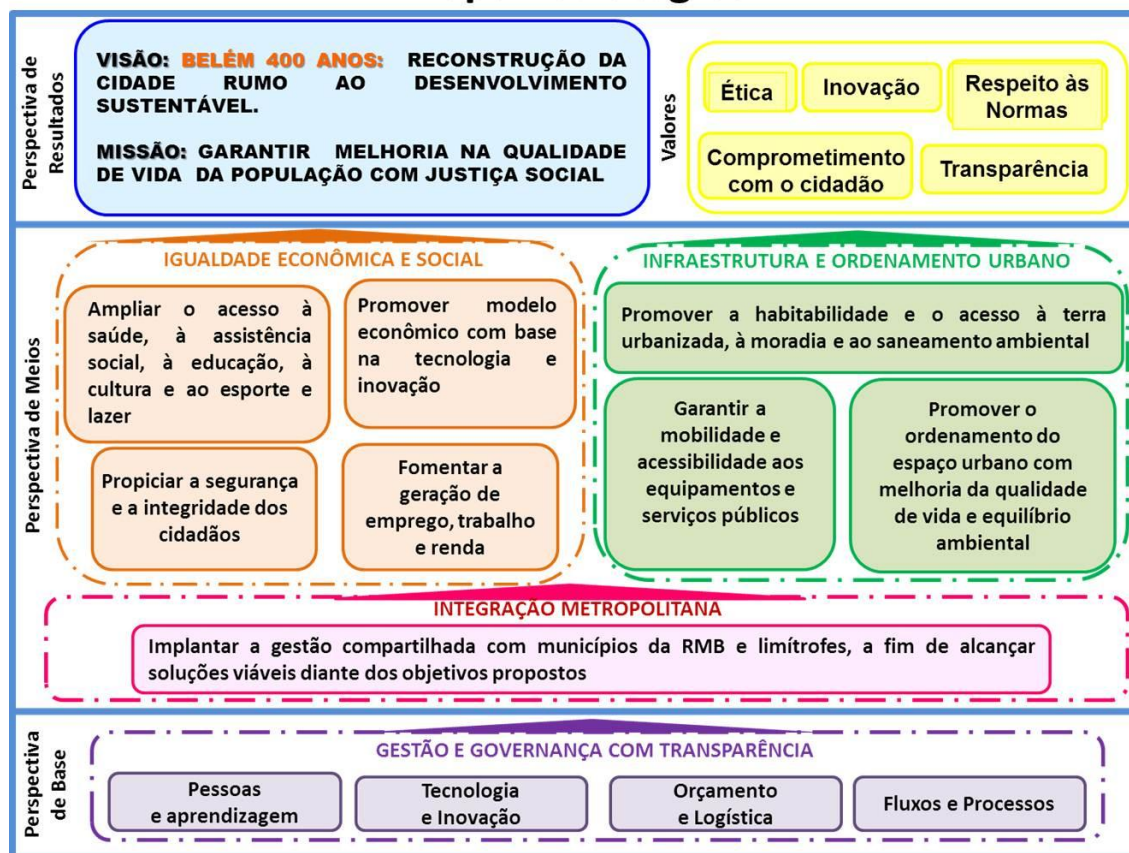 Perspectiva de
Resultados
VISÃO: BELÉM 400 ANOS: RECONSTRUÇÃO DA
CIDADE RUMO AO DESENVOLVIMENTO
SUSTENTÁVEL.
MISSÃO: GARANTIR MELHORIA NA QUALIDADE
DE VIDA DA POPULAÇÃO COM JUSTIÇA SOCIAL
Valores
Ética
Inovação
Respeito às
Normas
Comprometimento
com o cidadão
Transparência
Perspectiva de Meios
IGUALDADE ECONÔMICA E SOCIAL
Ampliar o acesso à
saúde, à assistência
social, à educação, à
cultura e ao esporte e
lazer
Promover modelo
econômico com base
na tecnologia e
inovação
Propiciar a segurança
e a integridade dos
cidadãos
Fomentar a
geração de
emprego, trabalho
e renda
INFRAESTRUTURA E ORDENAMENTO URBANO
Promover a habitabilidade e o acesso à terra
urbanizada, à moradia e ao saneamento ambiental
Garantir a
mobilidade e
acessibilidade aos
equipamentos e
serviços públicos
Promover o
ordenamento do
espaço urbano com
melhoria da qualidade
de vida e equilíbrio
ambiental
INTEGRAÇÃO METROPOLITANA
Implantar a gestão compartilhada com municípios da RMB e limítrofes, a fim de alcançar
soluções viáveis diante dos objetivos propostos
Perspectiva
de Base
GESTÃO E GOVERNANÇA COM TRANSPARÊNCIA
Pessoas
e aprendizagem
Tecnologia
e Inovação
Orçamento
e Logística
Fluxos e Processos